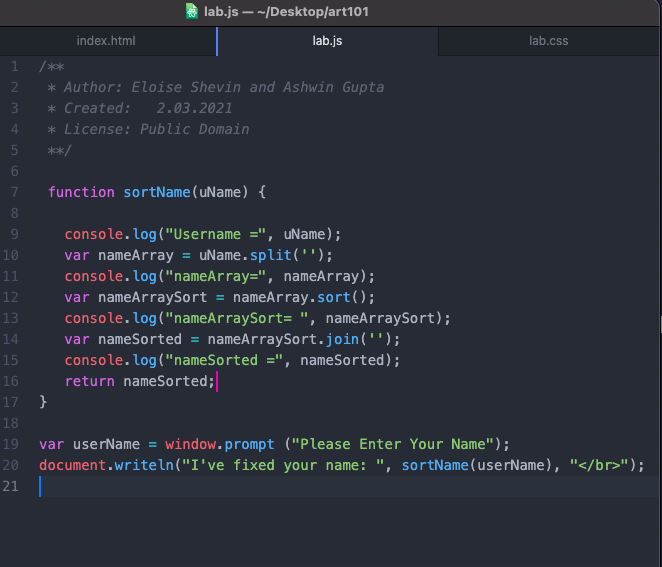 lab.js — ~/Desktop/art101
index.html lab.js lab.css
1 /**
2 * Author: Eloise Shevin and Ashwin Gupta
3 * Created:   2.03.2021
4 * License: Public Domain
5 **/
6
7 function sortName(uName) {
8
9 console.log("Username =", uName);
10 var nameArray = uName.split('');
11 console.log("nameArray=", nameArray);
12 var nameArraySort = nameArray.sort();
13 console.log("nameArraySort= ", nameArraySort);
14 var nameSorted = nameArraySort.join('');
15 console.log("nameSorted =", nameSorted);
16 return nameSorted;
17 }
18
19 var userName = window.prompt ("Please Enter Your Name");
20 document.writeln("I've fixed your name: ", sortName(userName), "</br>");
21